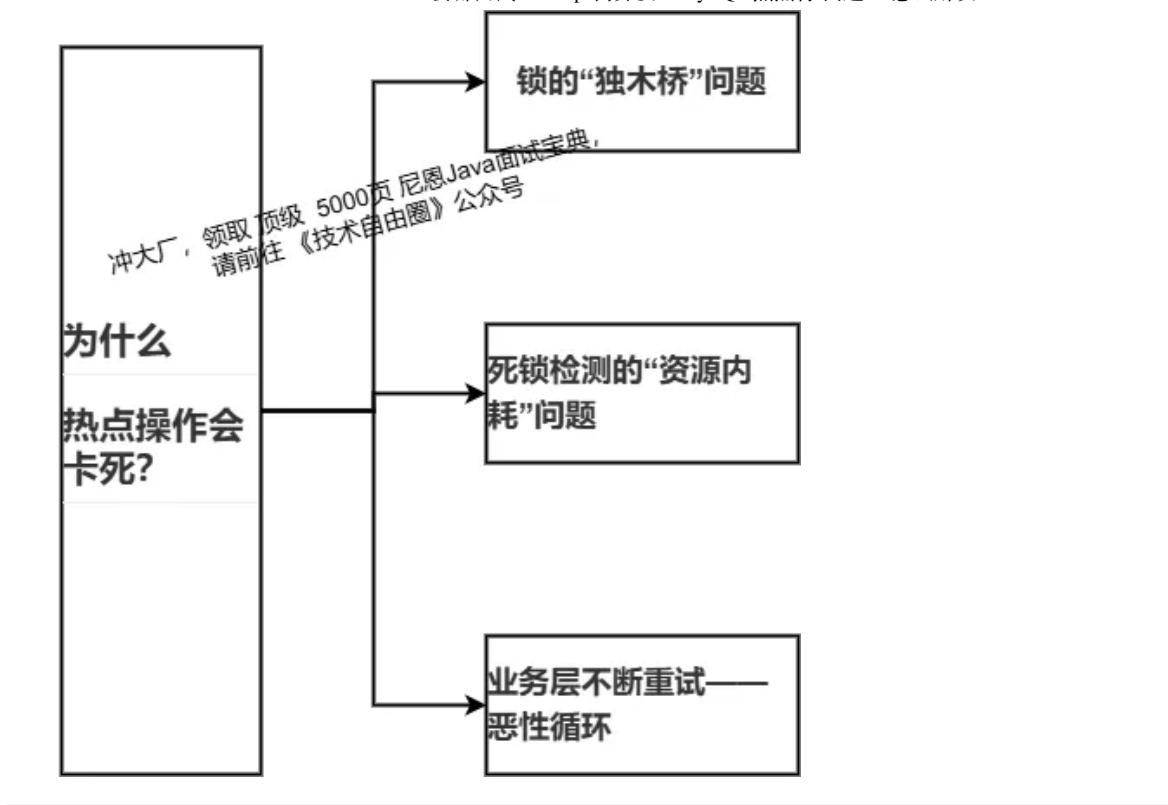 锁的“独木桥”问题
冲大厂，领取 顶级 5000页 尼恩Java面试宝典，
请前往 《技术自由圈》公众号
为什么
热点操作会
卡死？
死锁检测的“资源内
耗”问题
业务层不断重试——
恶性循环